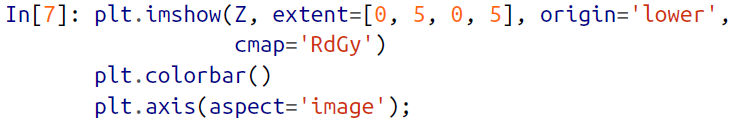 In[7]: plt.imshow(Z, extent=[0, 5, 0, 5], origin='lower',
cmap='RdGy')
plt.colorbar()
plt.axis(aspect='image');